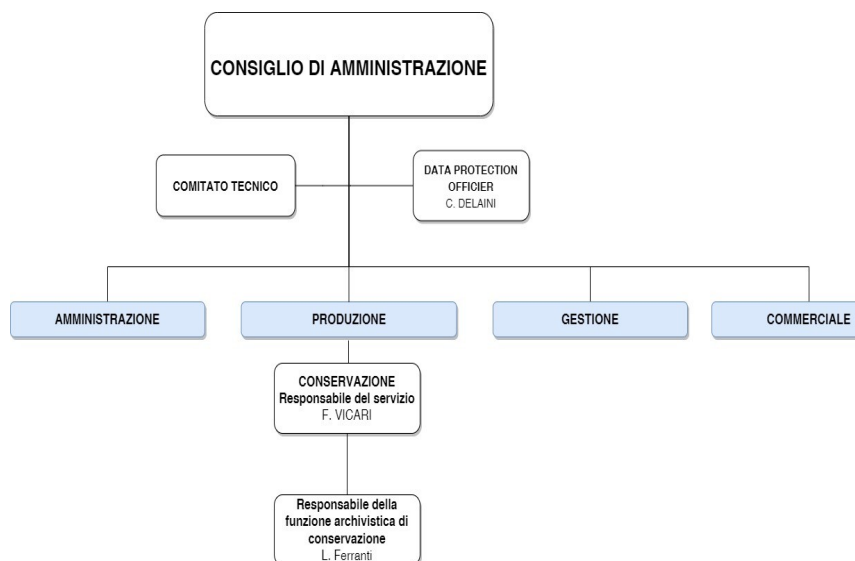 CONSIGLIO DI AMMINISTRAZIONE
COMITATO TECNICO
DATA PROTECTION
OFFICIER
C. DELAINI
AMMINISTRAZIONE
PRODUZIONE
GESTIONE
COMMERCIALE
CONSERVAZIONE
Responsabile del servizio
F. VICARI
Responsabile della
funzione archivistica di
conservazione
L. Ferranti